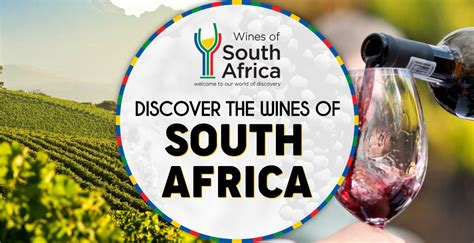 Wines of
South
Africa
welcome to our world of discovery
DISCOVER THE WINES OF
SOUTH
AFRICA